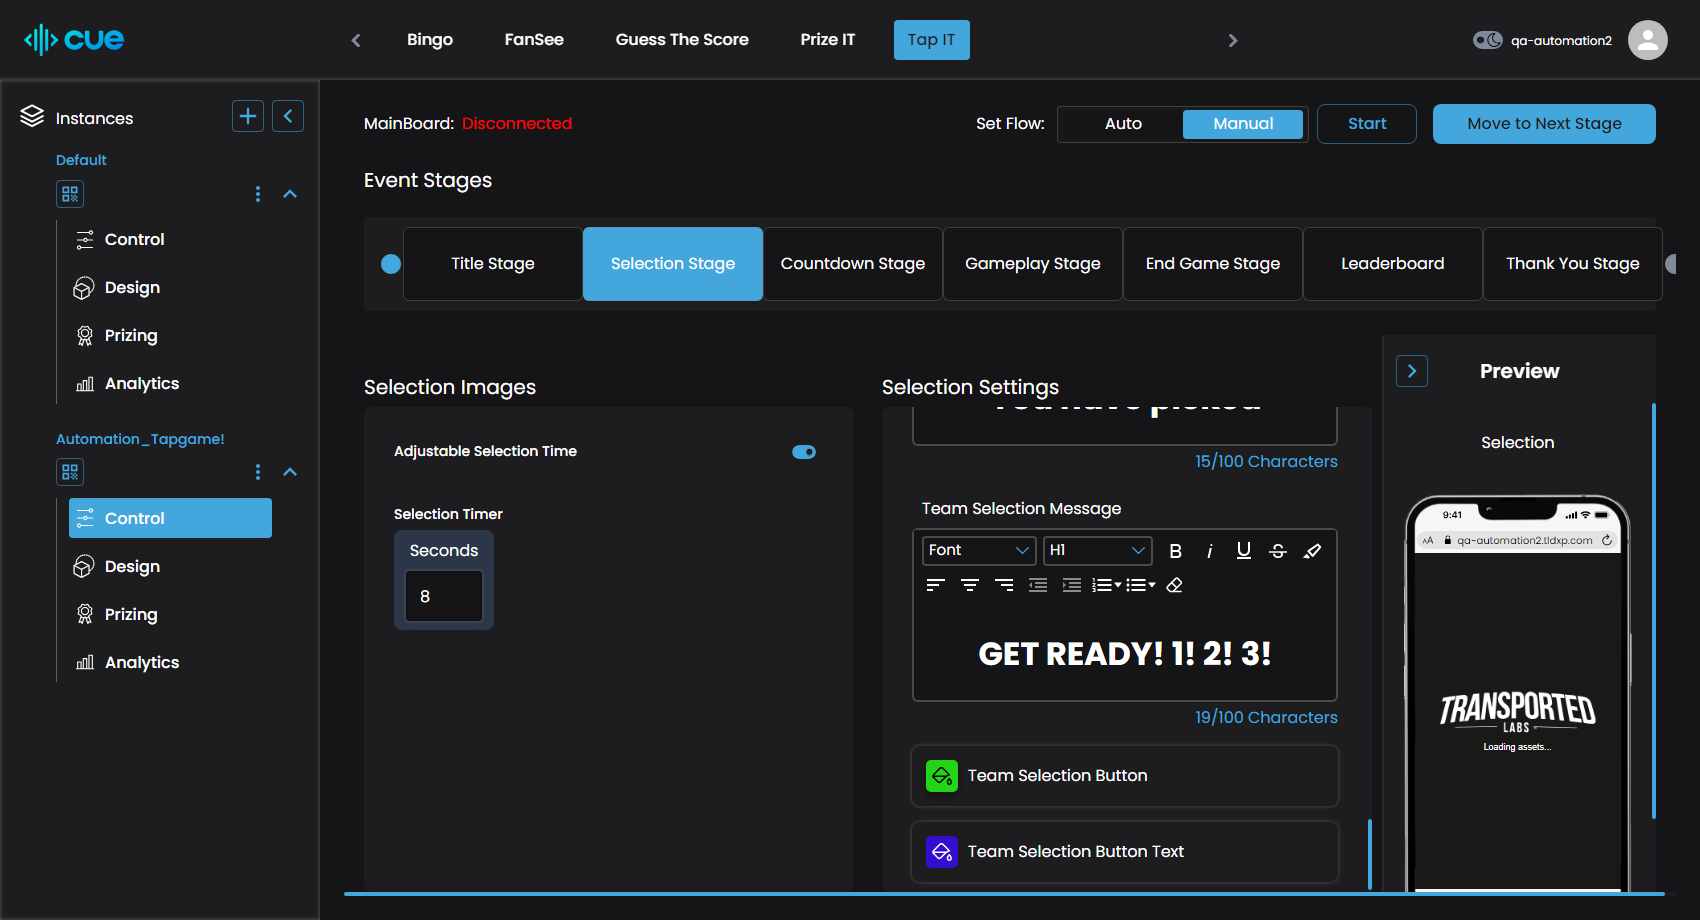 cue
Bingo
FanSee
Guess The Score
Prize IT
Tap IT
qa-automation2
Instances
Default
Control
Design
Prizing
Analytics
Automation_Tapgame!
Control
Design
Prizing
Analytics
MainBoard: Disconnected
Set Flow:
Auto
Manual
Start
Move to Next Stage
Event Stages
Title Stage
Selection Stage
Countdown Stage
Gameplay Stage
End Game Stage
Leaderboard
Thank You Stage
Selection Images
Adjustable Selection Time
Selection Timer
Seconds
8
Selection Settings
You have picked
15/100 Characters
Team Selection Message
Font
H1
B
i
U
S
GET READY! 1! 2! 3!
19/100 Characters
Team Selection Button
Team Selection Button Text
Preview
Selection
9:41
AA
qa-automation2.tldxp.com
TRANSPORTED
LABS
Loading assets...